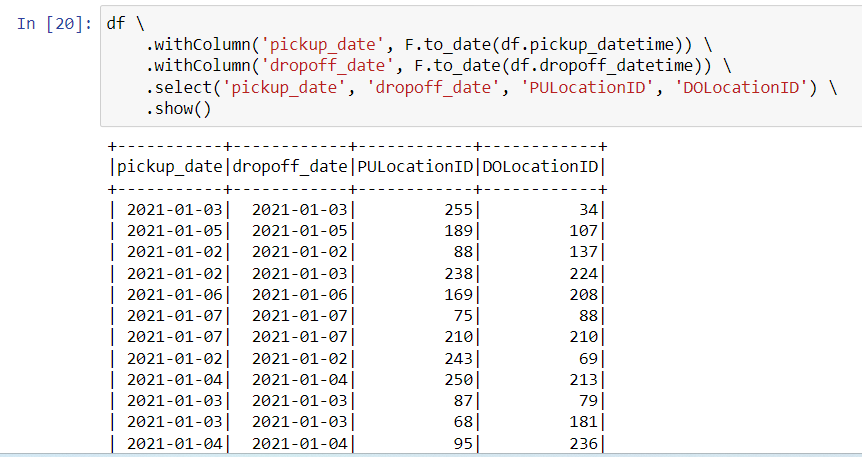 In [20]: df \
.withColumn('pickup_date', F.to_date(df.pickup_datetime)) \
.withColumn('dropoff_date', F.to_date(df.dropoff_datetime)) \
.select('pickup_date', 'dropoff_date', 'PULocationID', 'DOLocationID') \
.show()
+-----------+------------+------------+------------+
|pickup_date|dropoff_date|PULocationID|DOLocationID|
+-----------+------------+------------+------------+
| 2021-01-03|  2021-01-03|         255|          34|
| 2021-01-05|  2021-01-05|         189|         107|
| 2021-01-02|  2021-01-02|          88|         137|
| 2021-01-02|  2021-01-03|         238|         224|
| 2021-01-06|  2021-01-06|         169|         208|
| 2021-01-07|  2021-01-07|          75|          88|
| 2021-01-07|  2021-01-07|         210|         210|
| 2021-01-02|  2021-01-02|         243|          69|
| 2021-01-04|  2021-01-04|         250|         213|
| 2021-01-03|  2021-01-03|          87|          79|
| 2021-01-03|  2021-01-03|          68|         181|
| 2021-01-04|  2021-01-04|          95|         236|